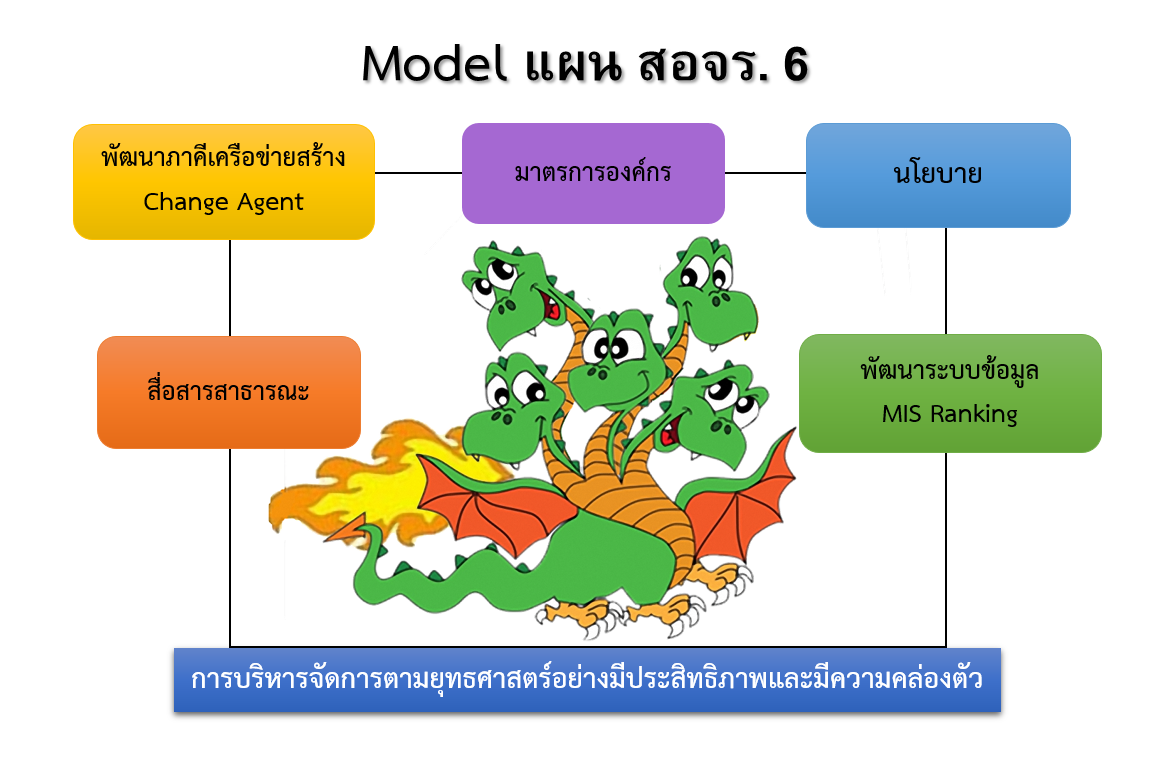 Model แผน สอจร. 6
พัฒนาภาคีเครือข่ายสร้าง
Change Agent
มาตรการองค์กร
นโยบาย
สื่อสารสาธารณะ
พัฒนาระบบข้อมูล
MIS Ranking
การบริหารจัดการตามยุทธศาสตร์อย่างมีประสิทธิภาพและมีความคล่องตัว